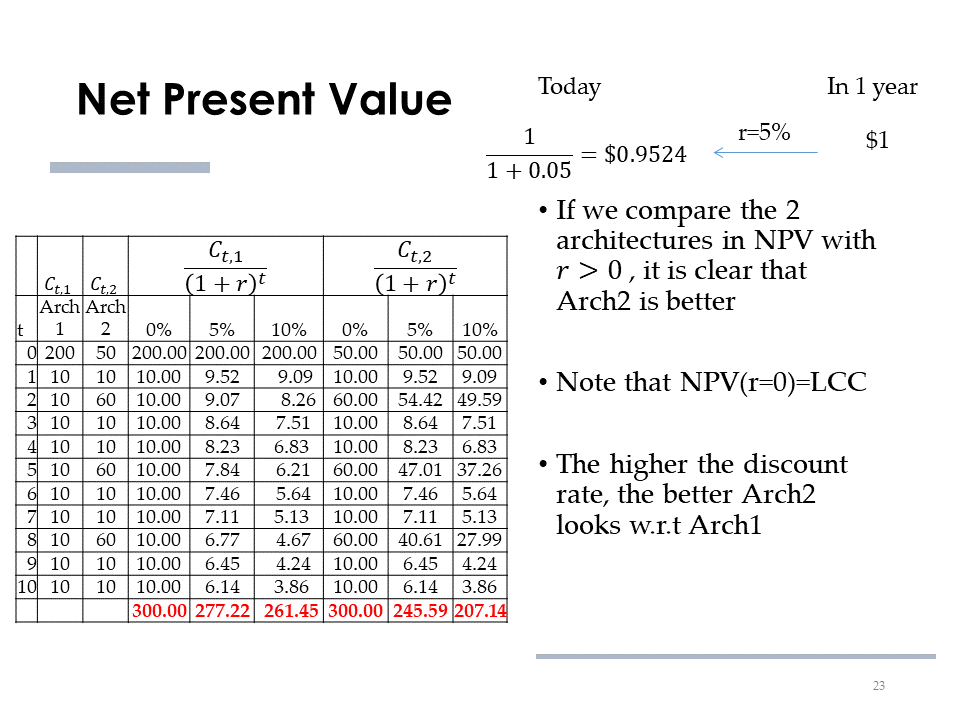 Net Present Value
Today In 1 year
1/(1 + 0.05) = $0.9524 r=5% $1
• If we compare the 2
architectures in NPV with
r > 0 , it is clear that
Arch2 is better
• Note that NPV(r=0)=LCC
• The higher the discount
rate, the better Arch2
looks w.r.t Arch1
C_{t,1} C_{t,2} C_{t,1}/(1 + r)^t C_{t,2}/(1 + r)^t
t Arch 1 Arch 2 0% 5% 10% 0% 5% 10%
0 200 50 200.00 200.00 200.00 50.00 50.00 50.00
1 10 10 10.00 9.52 9.09 10.00 9.52 9.09
2 10 60 10.00 9.07 8.26 60.00 54.42 49.59
3 10 10 10.00 8.64 7.51 10.00 8.64 7.51
4 10 10 10.00 8.23 6.83 10.00 8.23 6.83
5 10 60 10.00 7.84 6.21 60.00 47.01 37.26
6 10 10 10.00 7.46 5.64 10.00 7.46 5.64
7 10 10 10.00 7.11 5.13 10.00 7.11 5.13
8 10 60 10.00 6.77 4.67 60.00 40.61 27.99
9 10 10 10.00 6.45 4.24 10.00 6.45 4.24
10 10 10 10.00 6.14 3.86 10.00 6.14 3.86
300.00 277.22 261.45 300.00 245.59 207.14
23